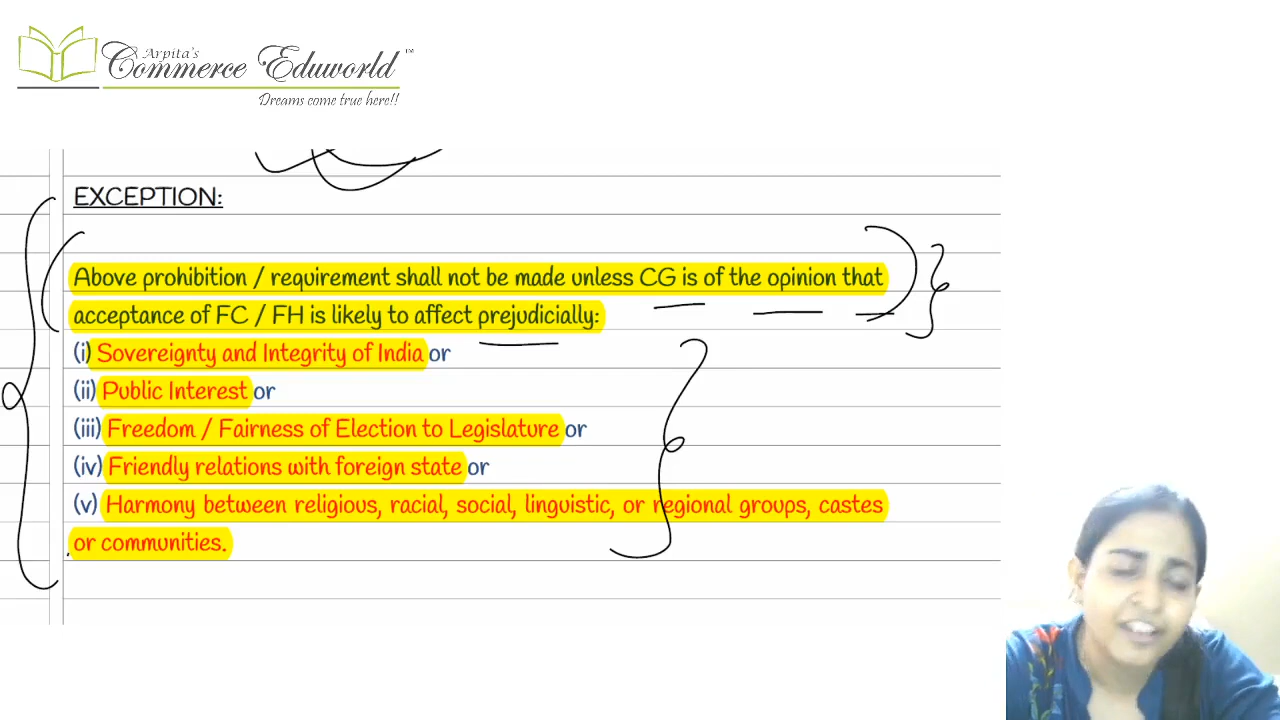 Arpita's
Commerce Eduworld™
Dreams come true here!!
EXCEPTION:
Above prohibition / requirement shall not be made unless CG is of the opinion that
acceptance of FC / FH is likely to affect prejudicially:
(i) Sovereignty and Integrity of India or
(ii) Public Interest or
(iii) Freedom / Fairness of Election to Legislature or
(iv) Friendly relations with foreign state or
(v) Harmony between religious, racial, social, linguistic, or regional groups, castes
or communities.